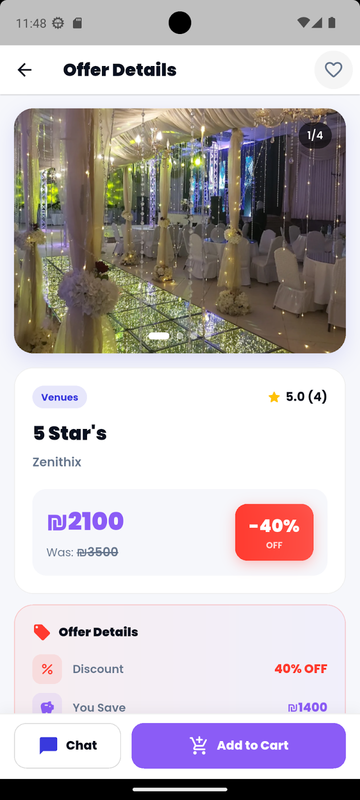 11:48
Offer Details
1/4
Venues
5.0 (4)
5 Star's
Zenithix
₪2100
Was: ₪3500
-40%
OFF
Offer Details
Discount
40% OFF
You Save
₪1400
Chat
Add to Cart